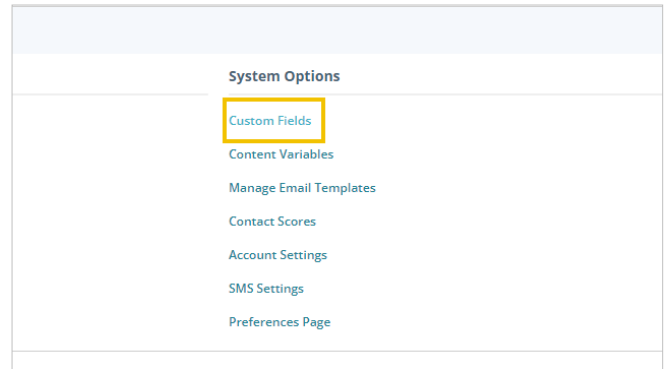 System Options
Custom Fields
Content Variables
Manage Email Templates
Contact Scores
Account Settings
SMS Settings
Preferences Page